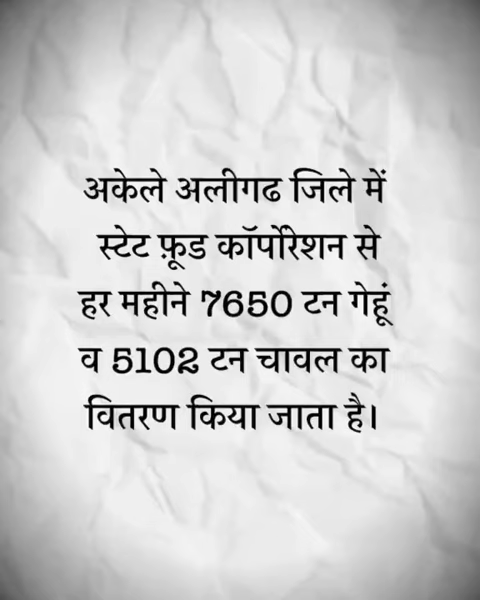 अकेले अलीगढ जिले में
स्टेट फ़ूड कॉर्पोरेशन से
हर महीने 7650 टन गेहूं
व 5102 टन चावल का
वितरण किया जाता है।